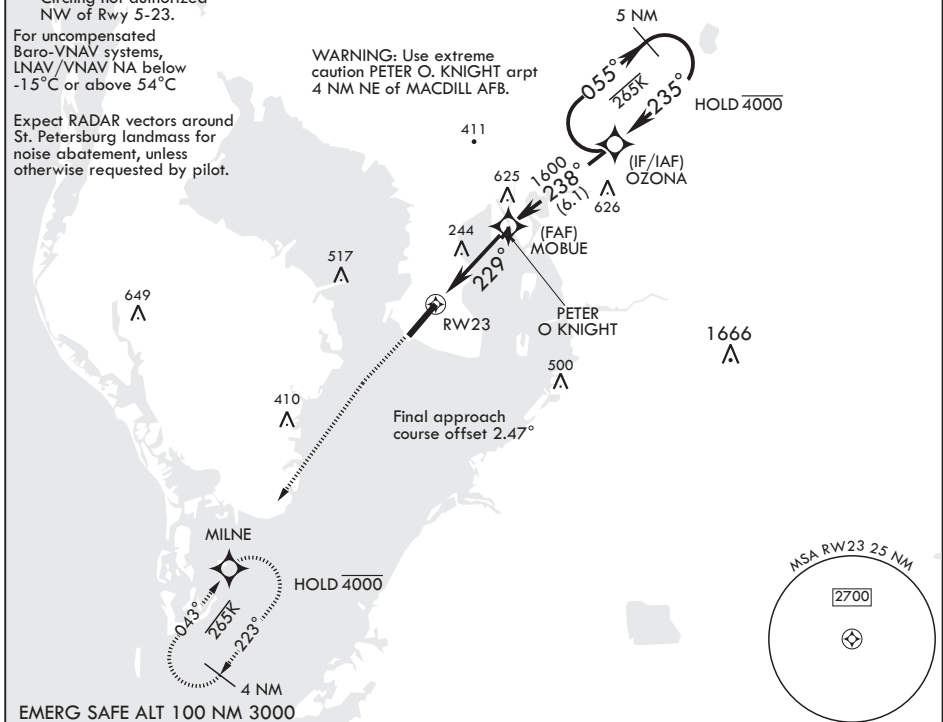 Circling not authorized
NW of Rwy 5-23.
For uncompensated
Baro-VNAV systems,
LNAV/VNAV NA below
-15°C or above 54°C
Expect RADAR vectors around
St. Petersburg landmass for
noise abatement, unless
otherwise requested by pilot.
WARNING: Use extreme
caution PETER O. KNIGHT arpt
4 NM NE of MACDILL AFB.
5 NM
055°
265K
235°
HOLD 4000
411
(IF/IAF)
OZONA
1600
238°
(6.1)
625
626
(FAF)
MOBUE
244
229°
517
649
RW23
PETER
O KNIGHT
1666
500
410
Final approach
course offset 2.47°
MILNE
HOLD 4000
043°
265K
223°
4 NM
MSA RW23 25 NM
2700
EMERG SAFE ALT 100 NM 3000